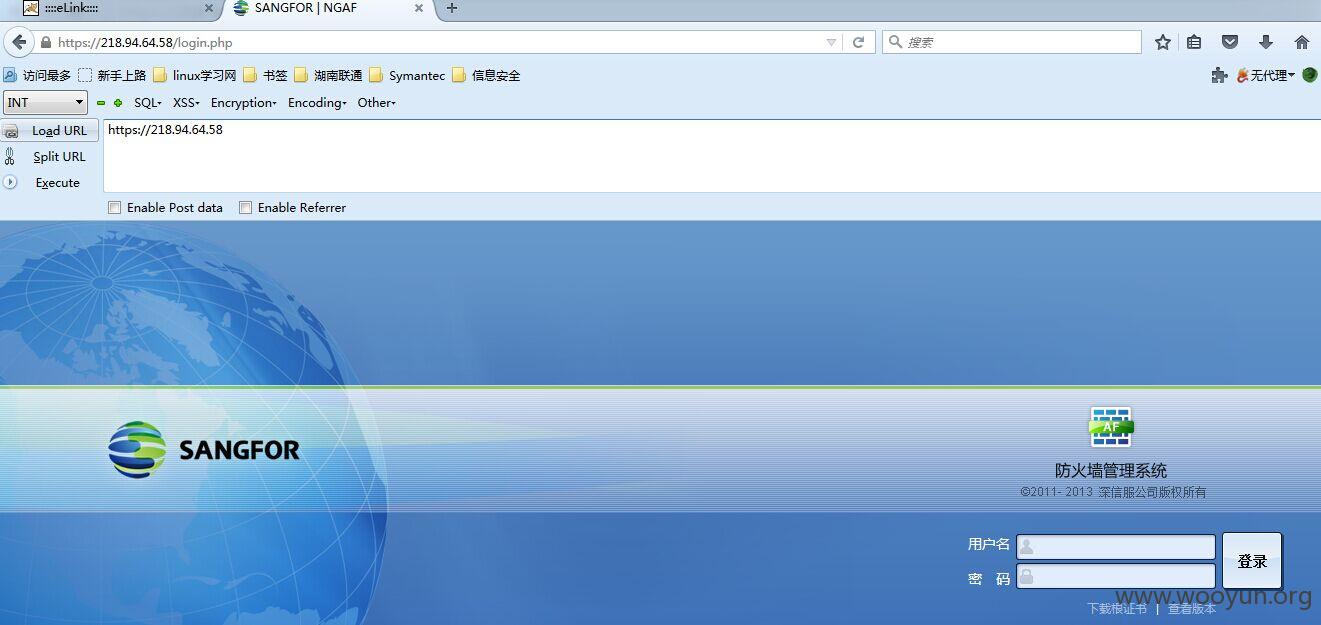 ::::eLink::::
SANGFOR | NGAF
https://218.94.64.58/login.php
搜索
访问最多 新手上路 linux学习网 书签 湖南联通 Symantec 信息安全
无代理
INT SQL XSS Encryption Encoding Other
Load URL
https://218.94.64.58
Split URL
Execute
Enable Post data Enable Referrer
SANGFOR
AF
防火墙管理系统
©2011- 2013 深信服公司版权所有
用户名
密 码
登录
下载根证书 | 查看版本
www.wooyun.org